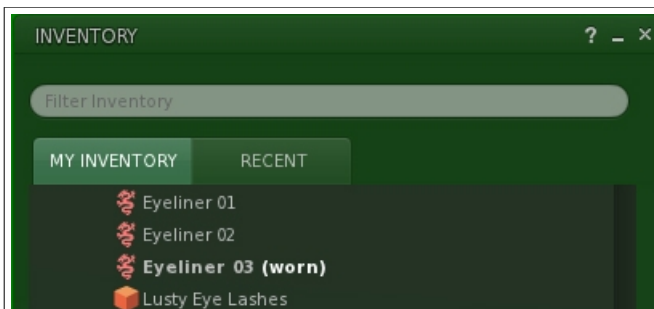 INVENTORY ? _ ×
Filter Inventory
MY INVENTORY RECENT
Eyeliner 01
Eyeliner 02
Eyeliner 03 (worn)
Lusty Eye Lashes